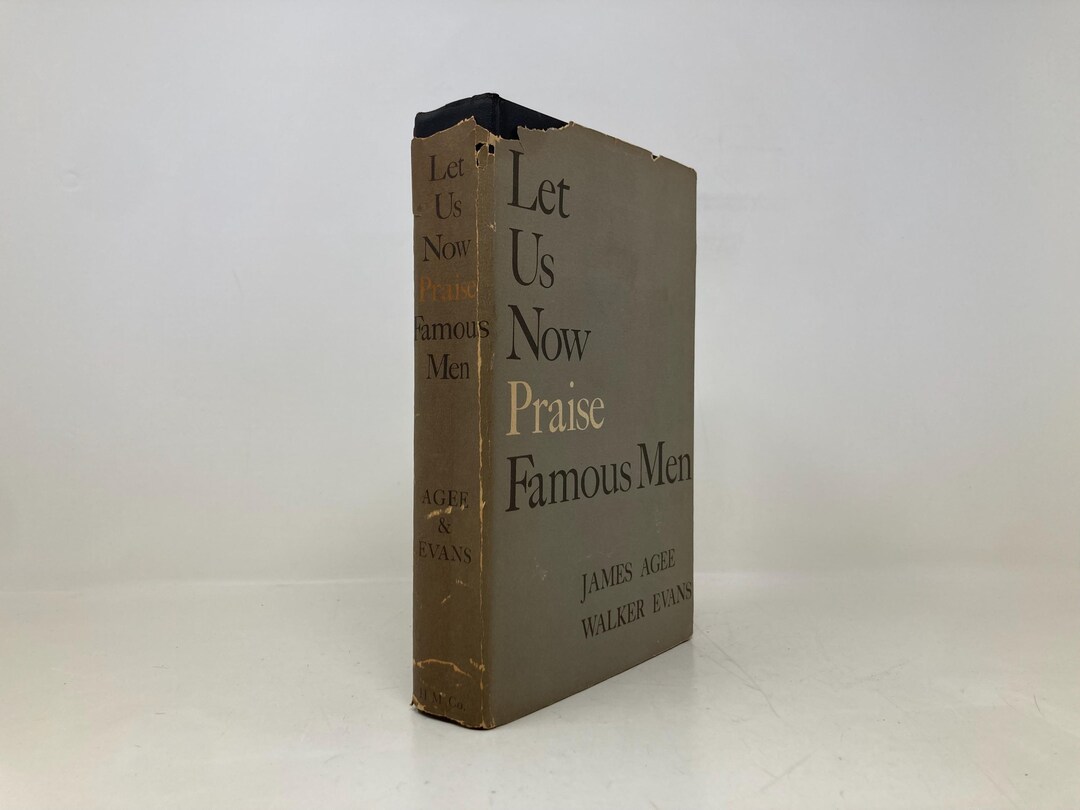 Let
Us
Now
Praise
Famous
Men
AGEE
&
EVANS
H. M. Co.
Let
Us
Now
Praise
Famous Men
JAMES AGEE
WALKER EVANS